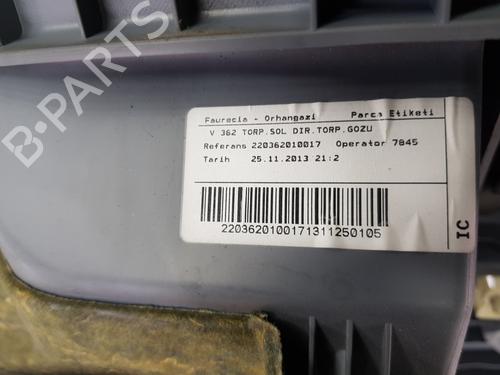 B-PARTS
Faurecia - Orhangazi Parca Etiketi
V 362 TORP.SOL DIR.TORP.GOZU
Referans 220362010017 Operator 7845
Tarih 25.11.2013 21:2
2203620100171311250105
IC